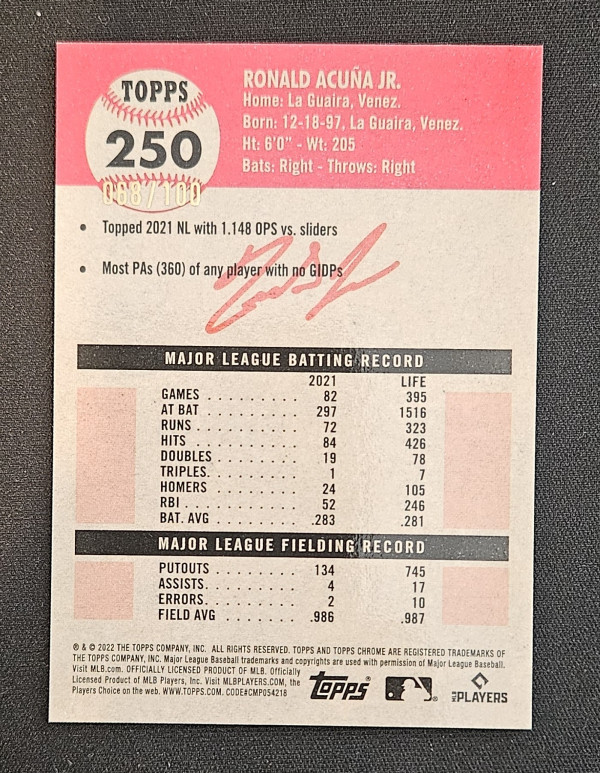 TOPPS
250
068/100
RONALD ACUÑA JR.
Home: La Guaira, Venez.
Born: 12-18-97, La Guaira, Venez.
Ht: 6'0" - Wt: 205
Bats: Right - Throws: Right
• Topped 2021 NL with 1.148 OPS vs. sliders
• Most PAs (360) of any player with no GIDPs
MAJOR LEAGUE BATTING RECORD
2021 LIFE
GAMES . . . . . . . . . 82 395
AT BAT . . . . . . . . . 297 1516
RUNS . . . . . . . . . . 72 323
HITS . . . . . . . . . . 84 426
DOUBLES . . . . . . . . 19 78
TRIPLES. . . . . . . . . 1 7
HOMERS . . . . . . . . 24 105
RBI . . . . . . . . . . . 52 246
BAT. AVG . . . . . . . .283 .281
MAJOR LEAGUE FIELDING RECORD
PUTOUTS . . . . . . . . 134 745
ASSISTS. . . . . . . . . 4 17
ERRORS. . . . . . . . . 2 10
FIELD AVG . . . . . . . .986 .987
® & © 2022 THE TOPPS COMPANY, INC. ALL RIGHTS RESERVED. TOPPS AND TOPPS CHROME ARE REGISTERED TRADEMARKS OF
THE TOPPS COMPANY, INC. Major League Baseball trademarks and copyrights are used with permission of Major League Baseball.
Visit MLB.com. OFFICIALLY LICENSED PRODUCT OF MLB. Officially
Licensed Product of MLB Players, Inc. Visit MLBPLAYERS.COM, the
Players Choice on the web. WWW.TOPPS.COM. CODE#CMP054218
Topps®
MLB PLAYERS